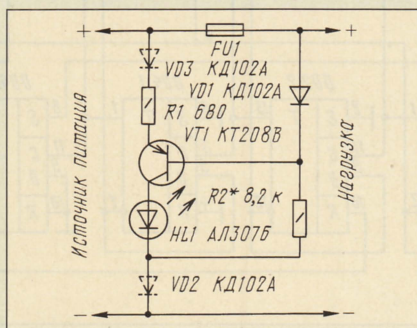 + +
FU1
VD3 КД102А
VD1 КД102А
R1 680
VT1 КТ208В
Источник питания
Нагрузка
R2* 8,2 к
HL1 АЛ307Б
VD2 КД102А
− −